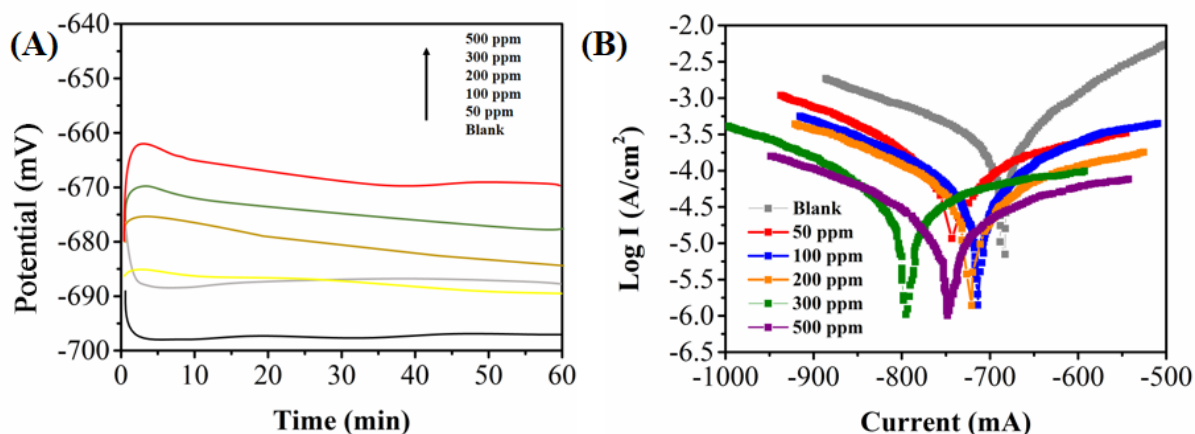 (A)
Potential (mV)
-640
-660
-670
-680
-690
-700
0
10
20
30
40
50
60
Time (min)
500 ppm
300 ppm
200 ppm
100 ppm
50 ppm
Blank
(B)
Log I (A/cm²)
-2.0
-2.5
-3.0
-3.5
-4.0
-4.5
-5.0
-5.5
-6.0
-6.5
-1000
-900
-800
-700
-600
-500
Current (mA)
Blank
50 ppm
100 ppm
200 ppm
300 ppm
500 ppm